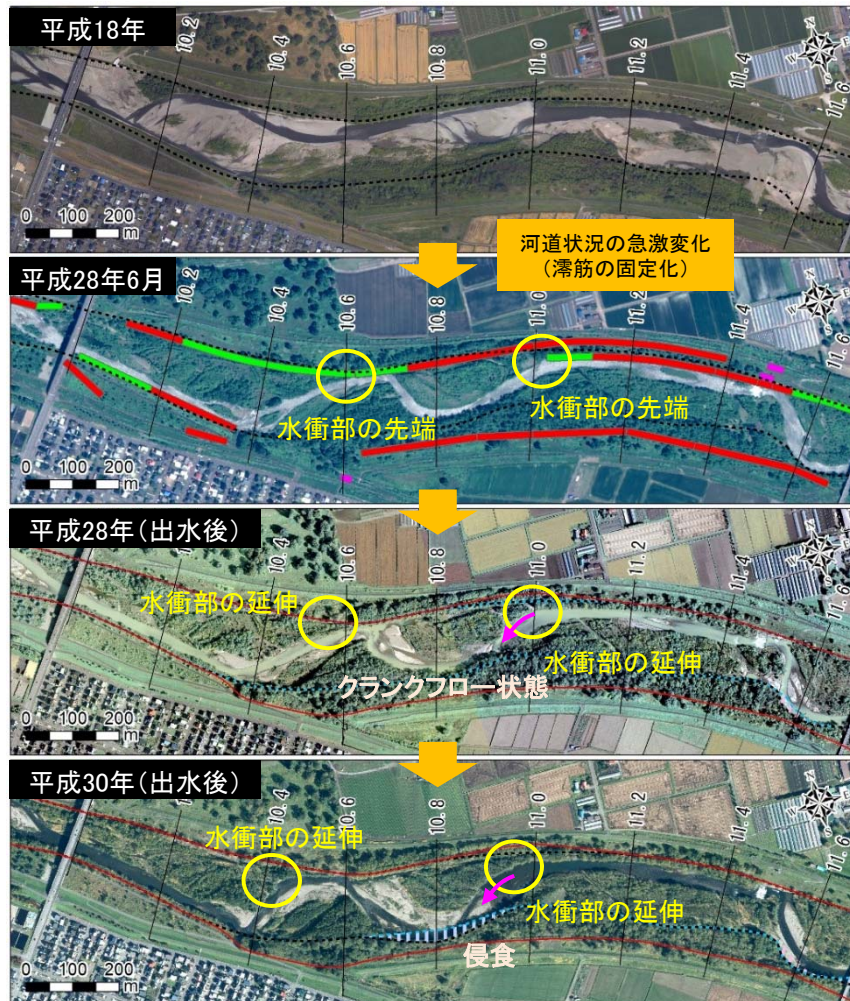 平成18年
10.2
10.4
10.6
10.8
11.0
11.2
11.4
11.6
0 100 200
m
河道状況の急激変化
(澪筋の固定化)
平成28年6月
10.2
10.4
10.6
10.8
11.0
11.2
11.4
11.6
水衝部の先端
水衝部の先端
0 100 200
m
平成28年(出水後)
10.4
10.6
10.8
11.0
11.2
11.4
11.6
水衝部の延伸
水衝部の延伸
クランクフロー状態
0 100 200
m
平成30年(出水後)
10.4
10.6
10.8
11.0
11.2
11.4
11.6
水衝部の延伸
水衝部の延伸
侵食
0 100 200
m